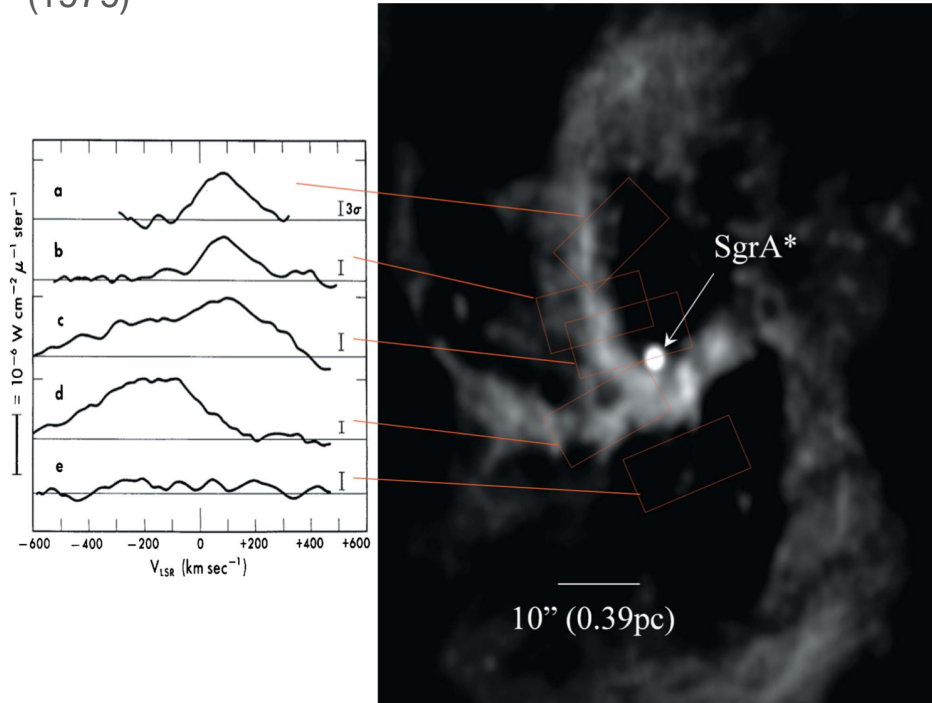 (1975)
a
I3σ
b
c
d
e
= 10⁻⁶ W cm⁻² μ⁻¹ ster⁻¹
-600 -400 -200 0 +200 +400 +600
V_LSR (km sec⁻¹)
SgrA*
10” (0.39pc)